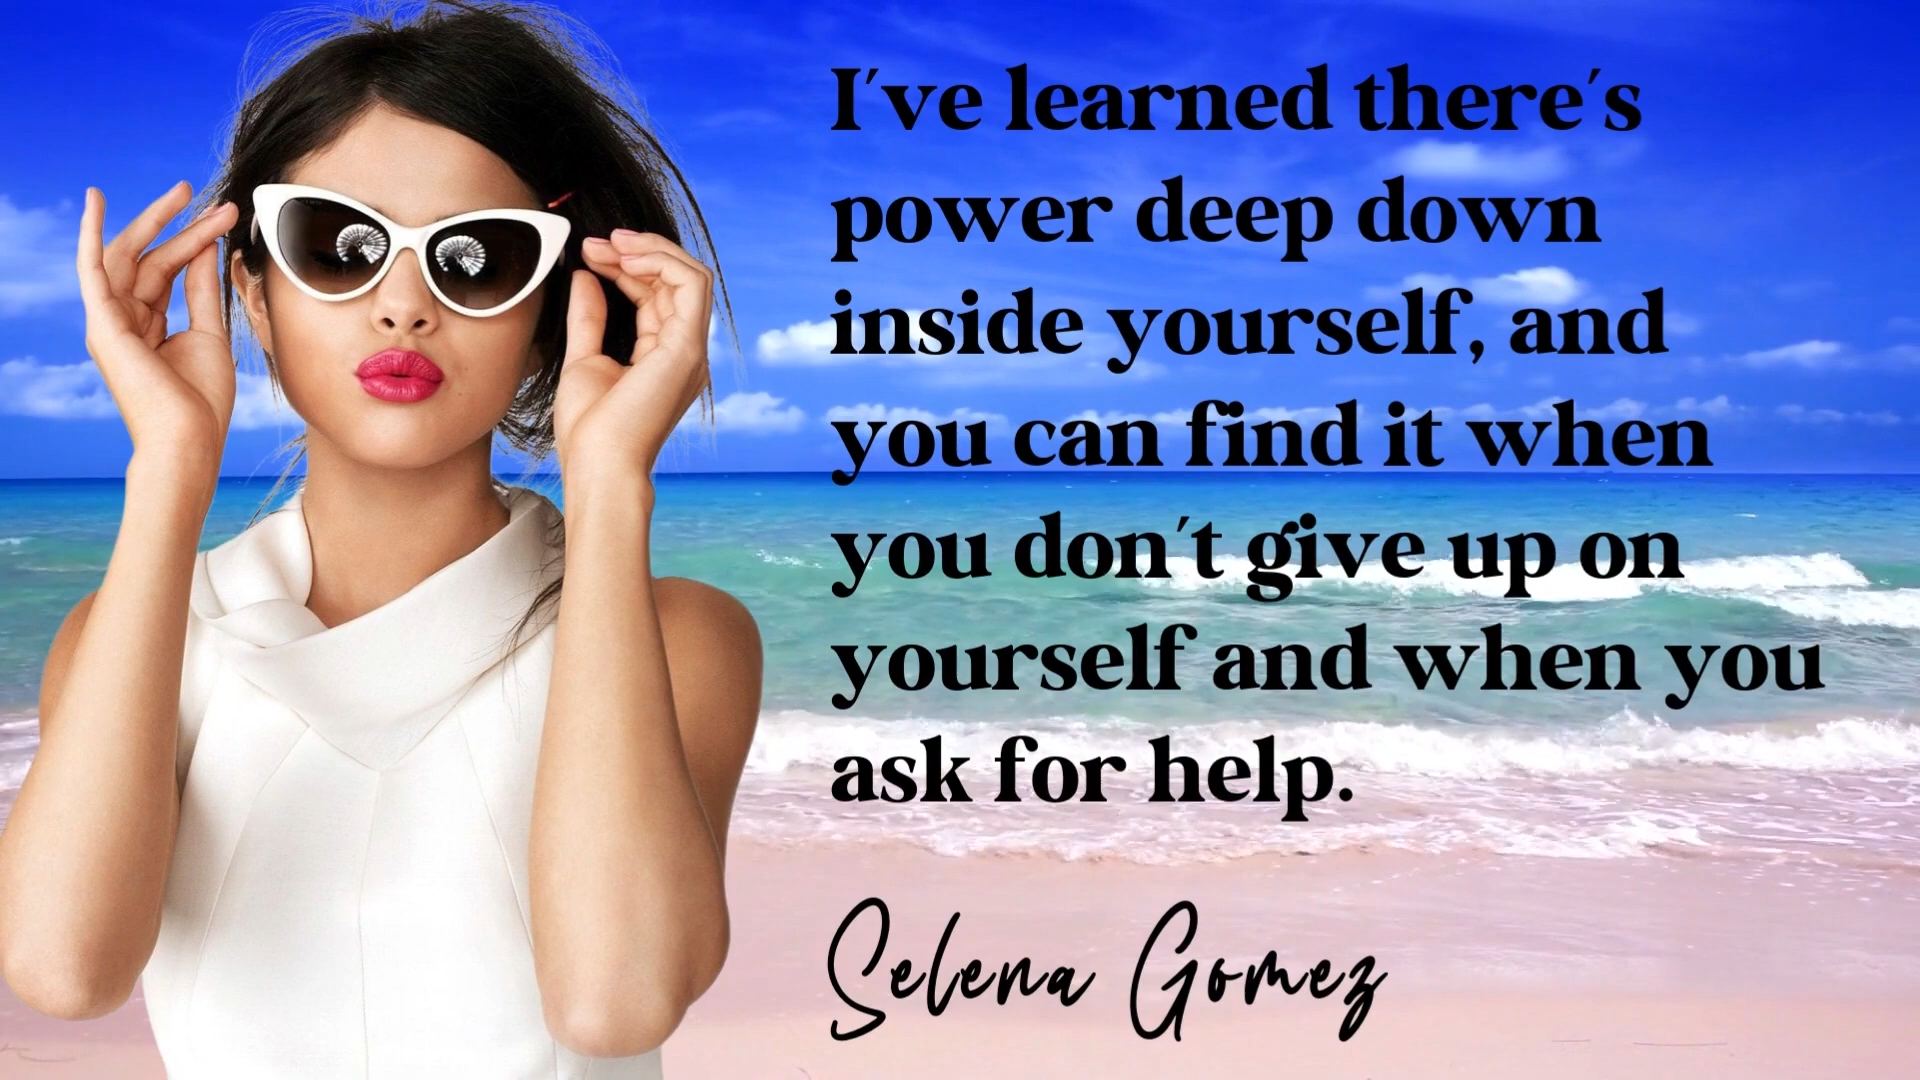 I've learned there's
power deep down
inside yourself, and
you can find it when
you don't give up on
yourself and when you
ask for help.
Selena Gomez